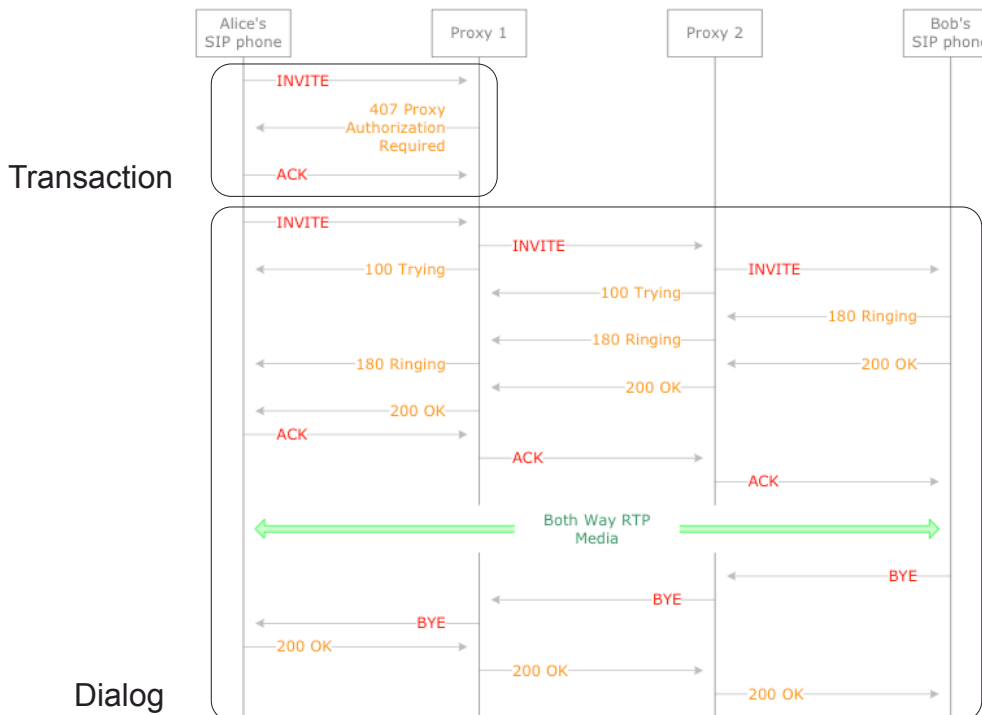 Alice's
SIP phone
Proxy 1
Proxy 2
Bob's
SIP phone
INVITE
407 Proxy
Authorization
Required
Transaction
ACK
INVITE
INVITE
100 Trying
INVITE
100 Trying
180 Ringing
180 Ringing
180 Ringing
200 OK
200 OK
200 OK
ACK
ACK
ACK
Both Way RTP
Media
BYE
BYE
BYE
200 OK
200 OK
Dialog
200 OK